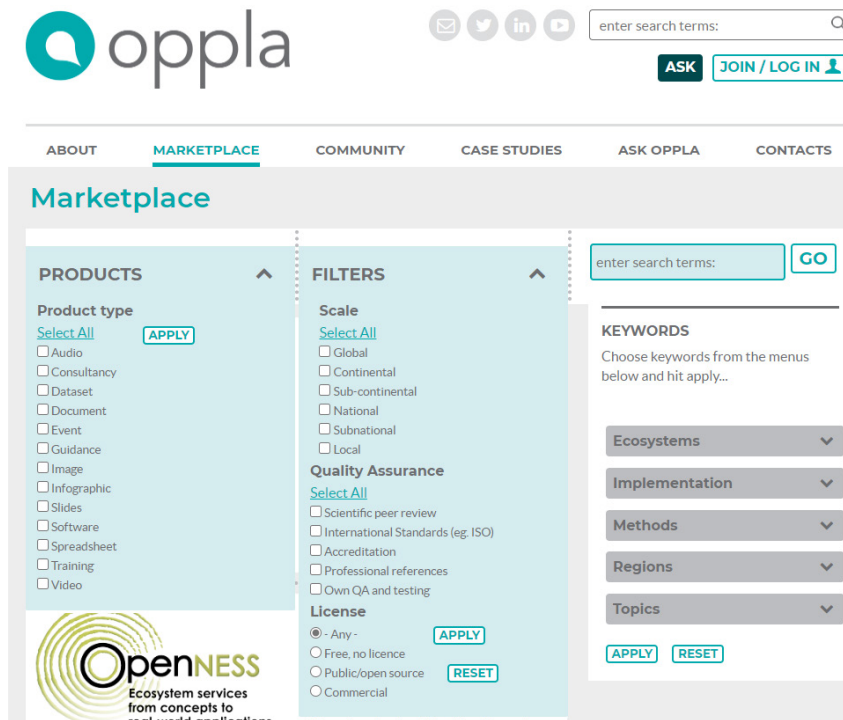 oppla
enter search terms:
ASK
JOIN / LOG IN
ABOUT
MARKETPLACE
COMMUNITY
CASE STUDIES
ASK OPPLA
CONTACTS
Marketplace
PRODUCTS
Product type
Select All
APPLY
Audio
Consultancy
Dataset
Document
Event
Guidance
Image
Infographic
Slides
Software
Spreadsheet
Training
Video
OpenNESS
Ecosystem services
from concepts to
real-world applications
FILTERS
Scale
Select All
Global
Continental
Sub-continental
National
Subnational
Local
Quality Assurance
Select All
Scientific peer review
International Standards (eg. ISO)
Accreditation
Professional references
Own QA and testing
License
- Any -
APPLY
Free, no licence
Public/open source
RESET
Commercial
enter search terms:
GO
KEYWORDS
Choose keywords from the menus
below and hit apply...
Ecosystems
Implementation
Methods
Regions
Topics
APPLY
RESET